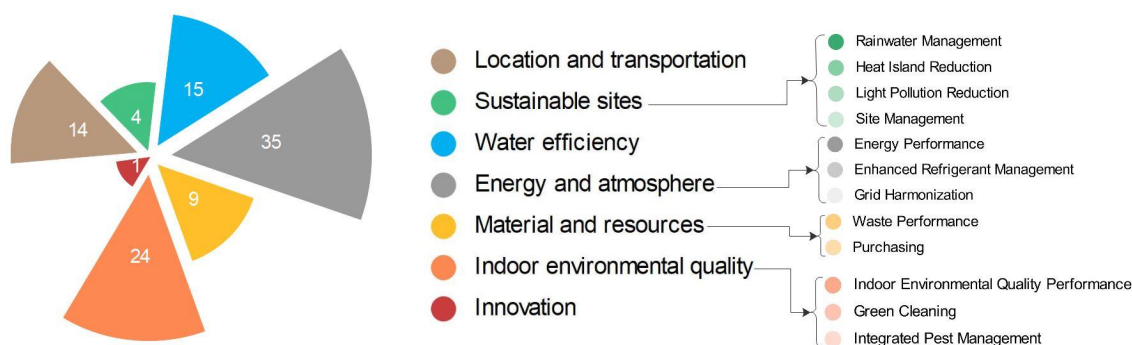 15
35
4
14
1
9
24
Location and transportation
Sustainable sites
Water efficiency
Energy and atmosphere
Material and resources
Indoor environmental quality
Innovation
Rainwater Management
Heat Island Reduction
Light Pollution Reduction
Site Management
Energy Performance
Enhanced Refrigerant Management
Grid Harmonization
Waste Performance
Purchasing
Indoor Environmental Quality Performance
Green Cleaning
Integrated Pest Management